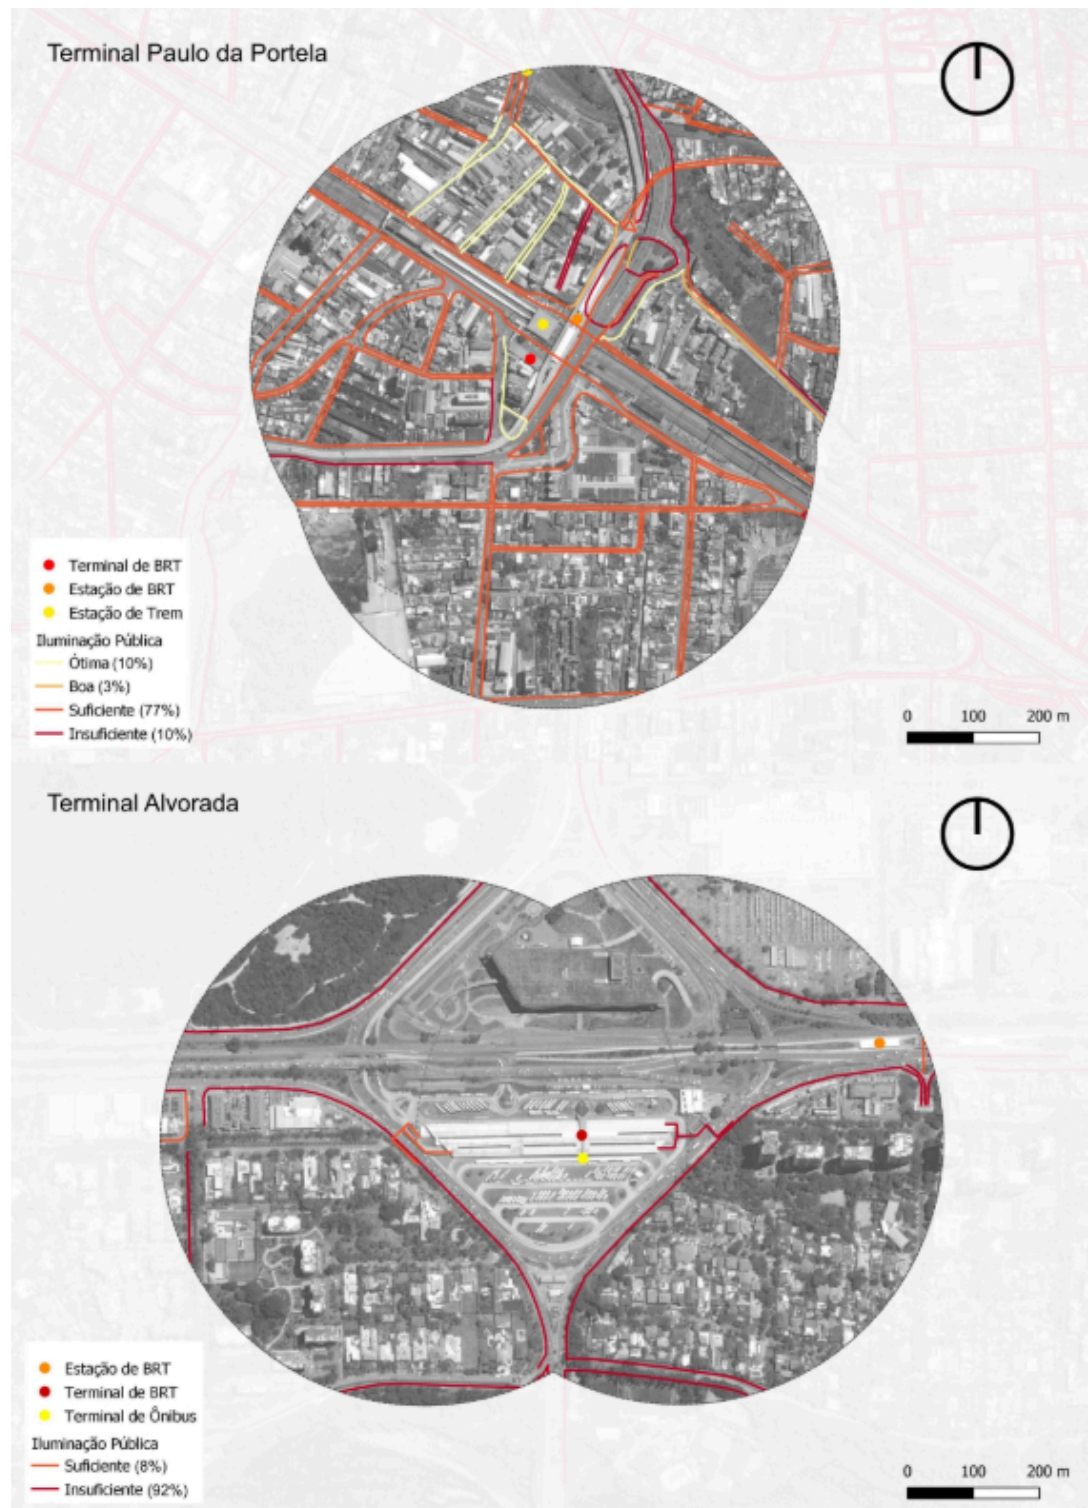 Terminal Paulo da Portela
Terminal de BRT
Estação de BRT
Estação de Trem
Iluminação Pública
Ótima (10%)
Boa (3%)
Suficiente (77%)
Insuficiente (10%)
0 100 200 m
Terminal Alvorada
Estação de BRT
Terminal de BRT
Terminal de Ônibus
Iluminação Pública
Suficiente (8%)
Insuficiente (92%)
0 100 200 m